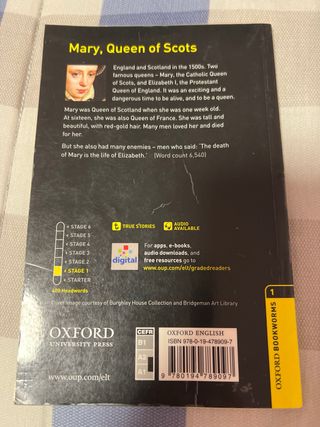 Mary, Queen of Scots
England and Scotland in the 1500s. Two
famous queens – Mary, the Catholic Queen
of Scots, and Elizabeth I, the Protestant
Queen of England. It was an exciting and a
dangerous time to be alive, and to be a queen.
Mary was Queen of Scotland when she was one week old.
At sixteen, she was also Queen of France. She was tall and
beautiful, with red-gold hair. Many men loved her and died
for her.
But she also had many enemies – men who said: 'The death
of Mary is the life of Elizabeth.' (Word count 6,540)
STAGE 6
STAGE 5
STAGE 4
STAGE 3
STAGE 2
STAGE 1
STARTER
400 Headwords
TRUE STORIES
AUDIO
AVAILABLE
digital
For apps, e-books,
audio downloads, and
free resources go to
www.oup.com/elt/gradedreaders
Cover image courtesy of Burghley House Collection and Bridgeman Art Library
OXFORD
UNIVERSITY PRESS
www.oup.com/elt
CEFR
B1
A2
A1
OXFORD ENGLISH
ISBN 978-0-19-478909-7
9 780194 789097
OXFORD BOOKWORMS
1